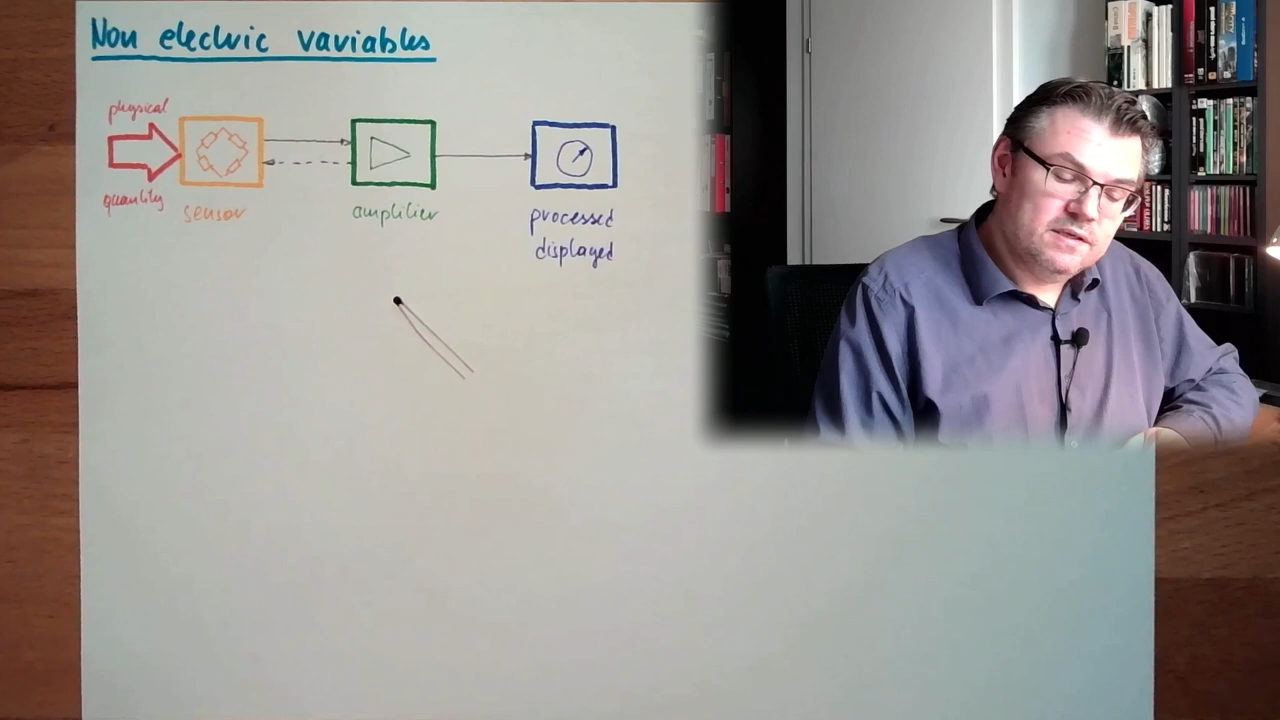 Non electric variables
physical
quantity
sensor
amplifier
processed
displayed